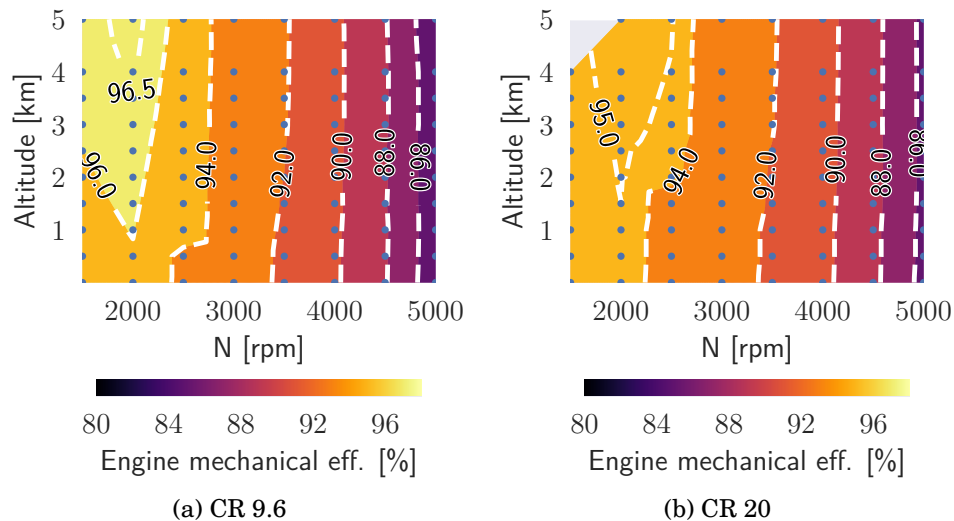 5
4
3
2
1
Altitude [km]
96.5
96.0
94.0
92.0
90.0
88.0
86.0
2000 3000 4000 5000
N [rpm]
80 84 88 92 96
Engine mechanical eff. [%]
(a) CR 9.6
5
4
3
2
1
Altitude [km]
95.0
94.0
92.0
90.0
88.0
86.0
2000 3000 4000 5000
N [rpm]
80 84 88 92 96
Engine mechanical eff. [%]
(b) CR 20